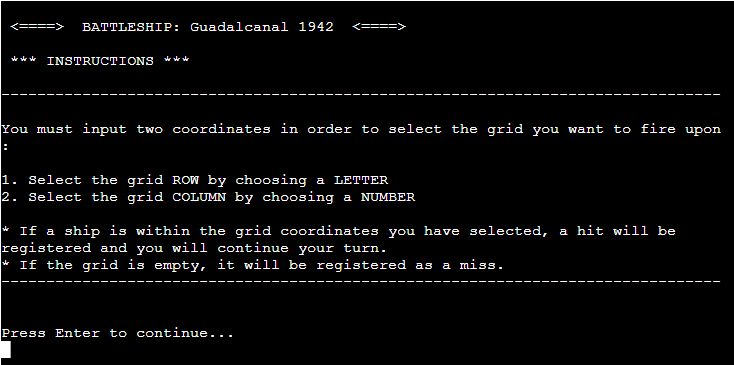 <====>  BATTLESHIP: Guadalcanal 1942  <====>
*** INSTRUCTIONS ***
--------------------------------------------------------------------------------
You must input two coordinates in order to select the grid you want to fire upon
:
1. Select the grid ROW by choosing a LETTER
2. Select the grid COLUMN by choosing a NUMBER
* If a ship is within the grid coordinates you have selected, a hit will be
registered and you will continue your turn.
* If the grid is empty, it will be registered as a miss.
--------------------------------------------------------------------------------
Press Enter to continue...